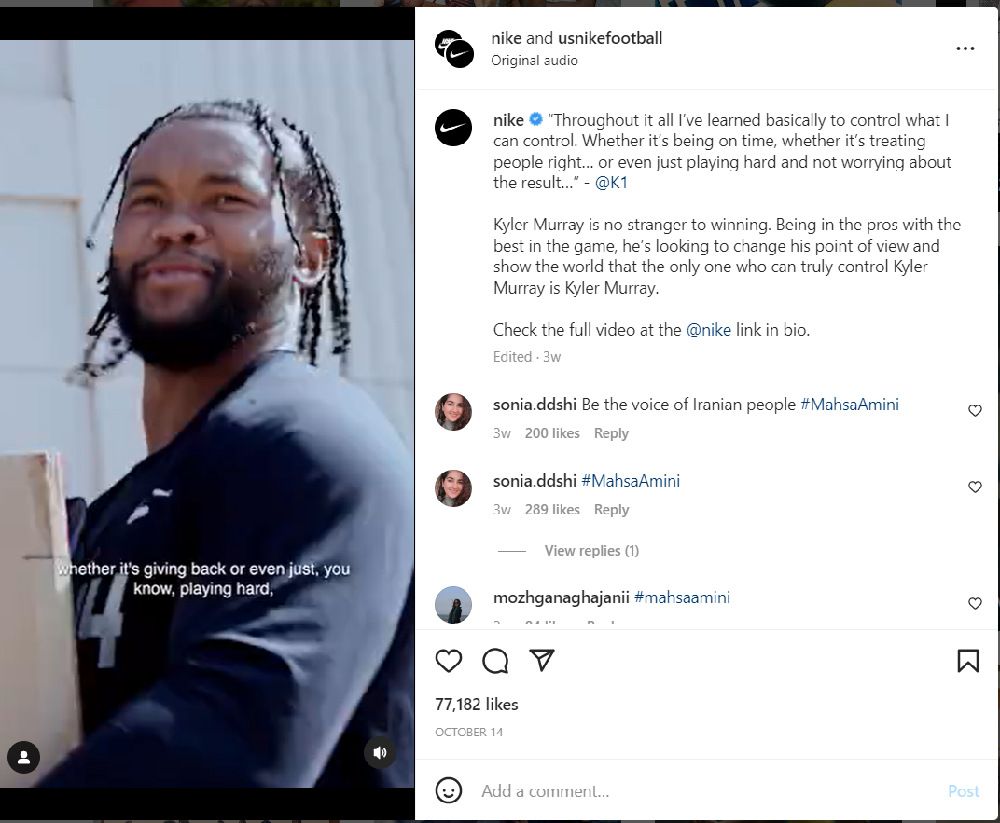 nike and usnikefootball
Original audio
nike “Throughout it all I’ve learned basically to control what I
can control. Whether it’s being on time, whether it’s treating
people right... or even just playing hard and not worrying about
the result...” - @K1
Kyler Murray is no stranger to winning. Being in the pros with the
best in the game, he’s looking to change his point of view and
show the world that the only one who can truly control Kyler
Murray is Kyler Murray.
Check the full video at the @nike link in bio.
Edited · 3w
sonia.ddshi Be the voice of Iranian people #MahsaAmini
3w 200 likes Reply
sonia.ddshi #MahsaAmini
3w 289 likes Reply
View replies (1)
mozhganaghajanii #mahsaamini
3w 84 likes Reply
77,182 likes
OCTOBER 14
Add a comment... Post
whether it's giving back or even just, you
know, playing hard,
4